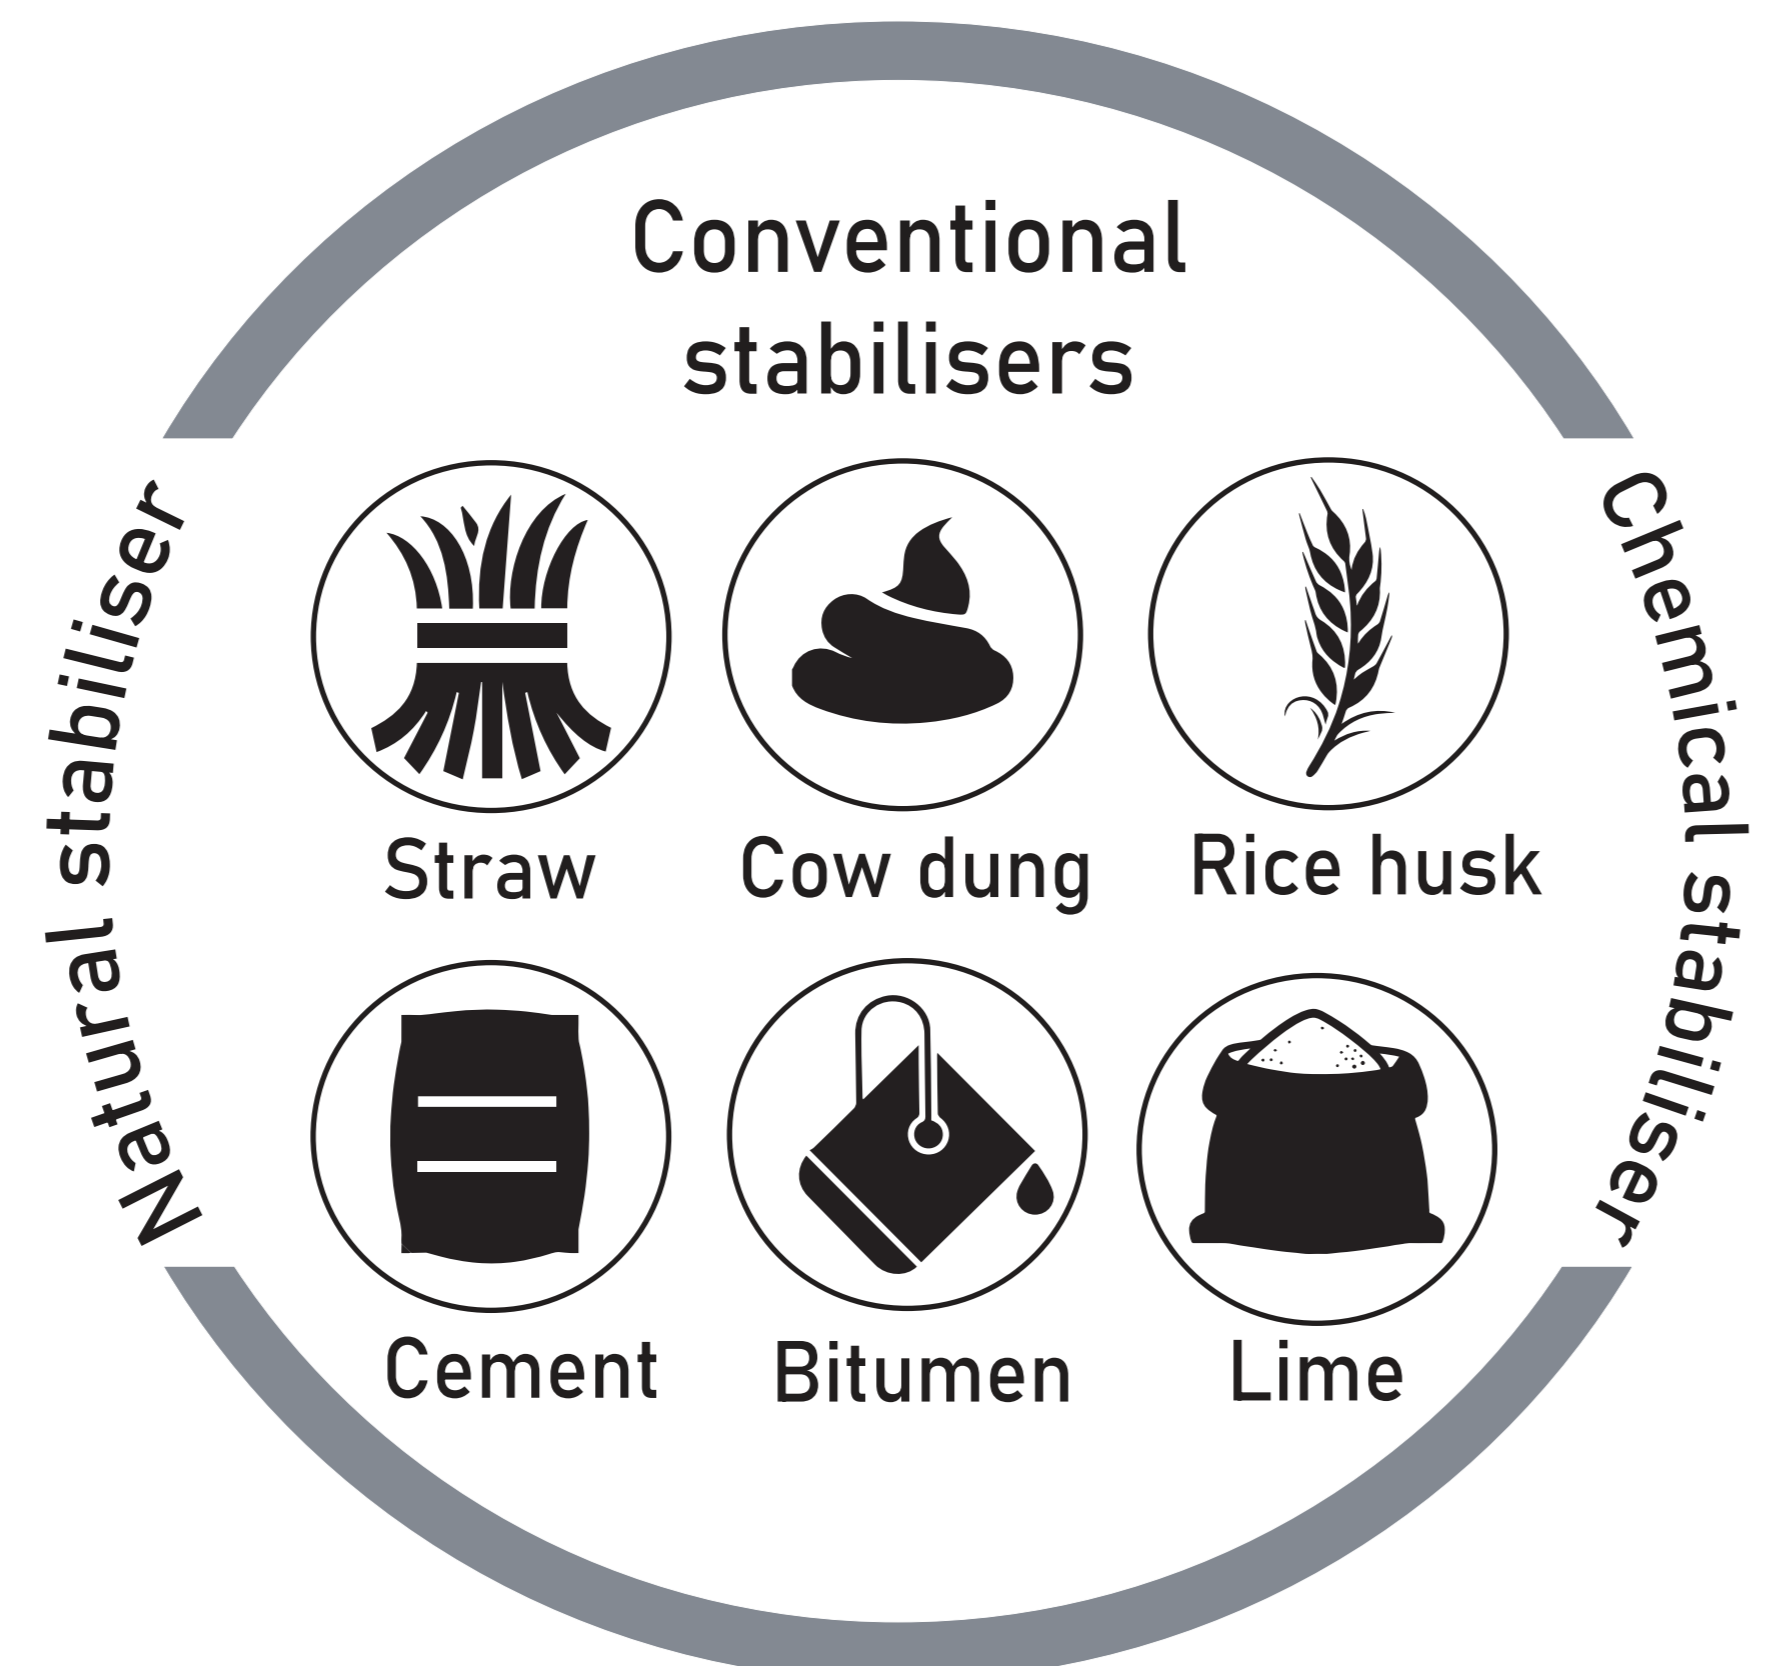 Conventional
stabilisers
Natural stabiliser
Chemical stabiliser
Straw
Cow dung
Rice husk
Cement
Bitumen
Lime